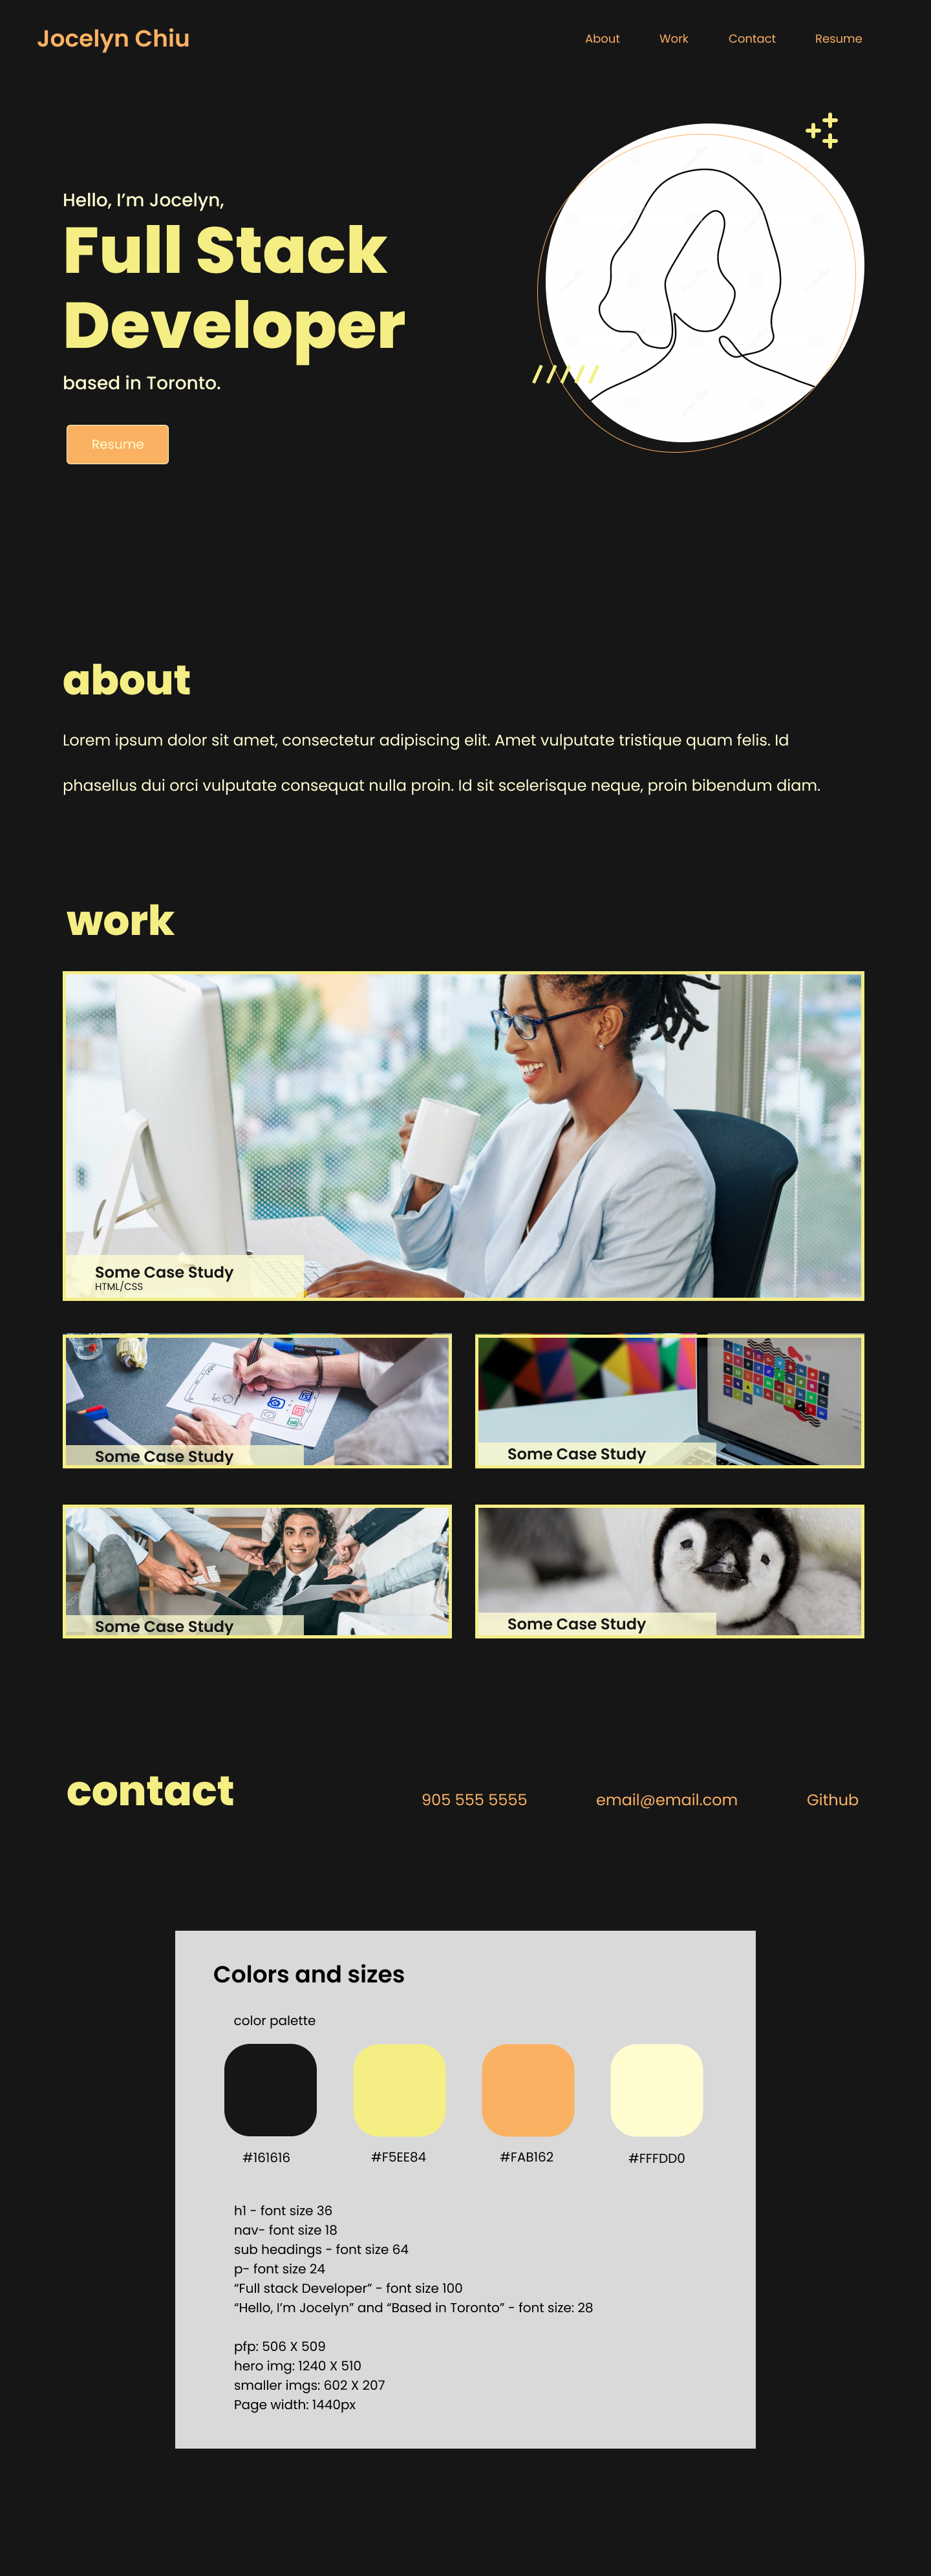 Jocelyn Chiu
About Work Contact Resume
Hello, I’m Jocelyn,
Full Stack
Developer
based in Toronto.
Resume
about
Lorem ipsum dolor sit amet, consectetur adipiscing elit. Amet vulputate tristique quam felis. Id
phasellus dui orci vulputate consequat nulla proin. Id sit scelerisque neque, proin bibendum diam.
work
Some Case Study
HTML/CSS
Some Case Study
Some Case Study
Some Case Study
Some Case Study
contact
905 555 5555
email@email.com
Github
Colors and sizes
color palette
#161616
#F5EE84
#FAB162
#FFFDD0
h1 - font size 36
nav- font size 18
sub headings - font size 64
p- font size 24
“Full stack Developer” - font size 100
“Hello, I’m Jocelyn” and “Based in Toronto” - font size: 28
pfp: 506 X 509
hero img: 1240 X 510
smaller imgs: 602 X 207
Page width: 1440px